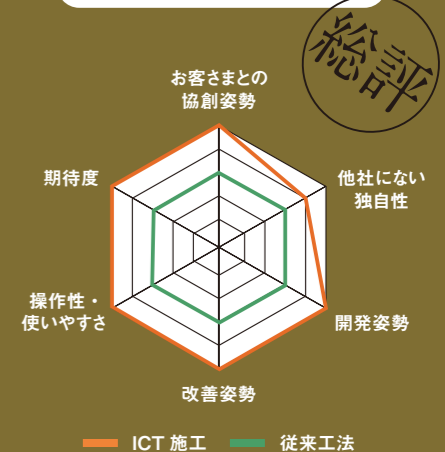 総評
お客さまとの
協創姿勢
期待度
他社にない
独自性
操作性・
使いやすさ
開発姿勢
改善姿勢
ICT 施工
従来工法